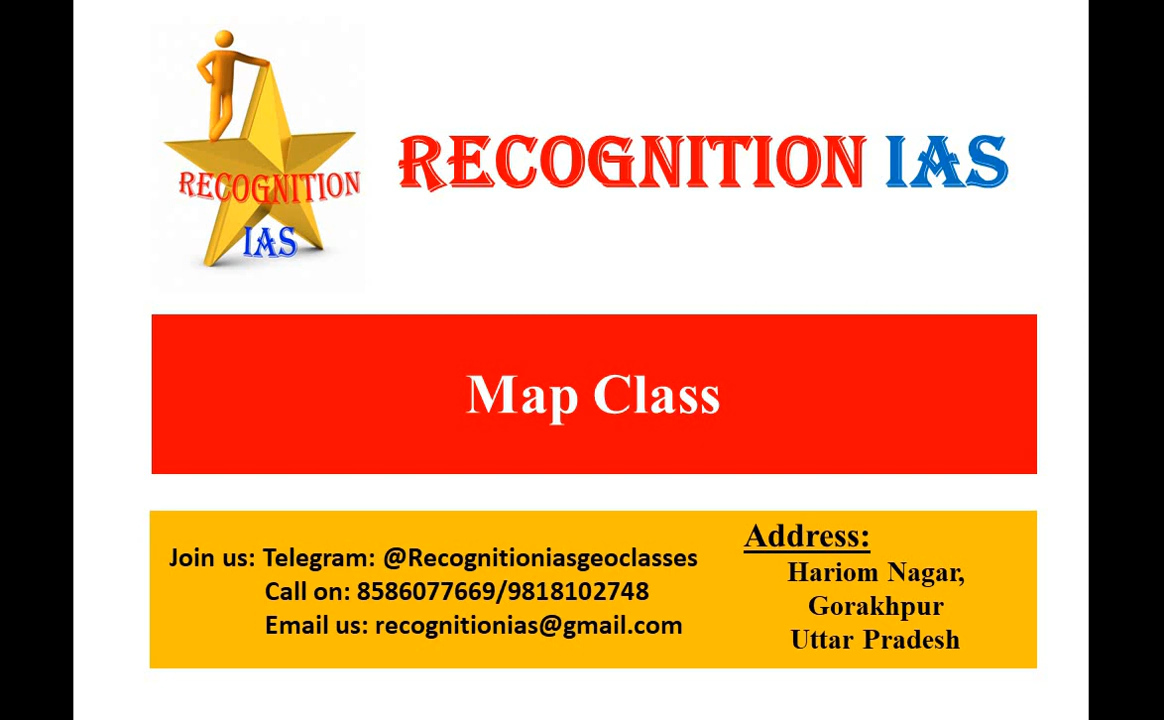 RECOGNITION
IAS
RECOGNITION IAS
Map Class
Join us: Telegram: @Recognitioniasgeoclasses
Call on: 8586077669/9818102748
Email us: recognitionias@gmail.com
Address:
Hariom Nagar,
Gorakhpur
Uttar Pradesh